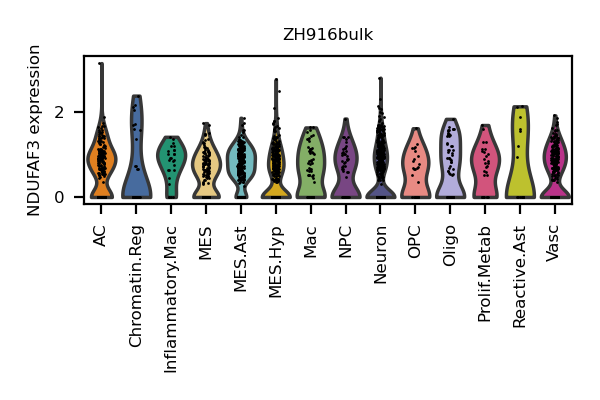 ZH916bulk
NDUFAF3 expression
2
0
AC
Chromatin.Reg
Inflammatory.Mac
MES
MES.Ast
MES.Hyp
Mac
NPC
Neuron
OPC
Oligo
Prolif.Metab
Reactive.Ast
Vasc